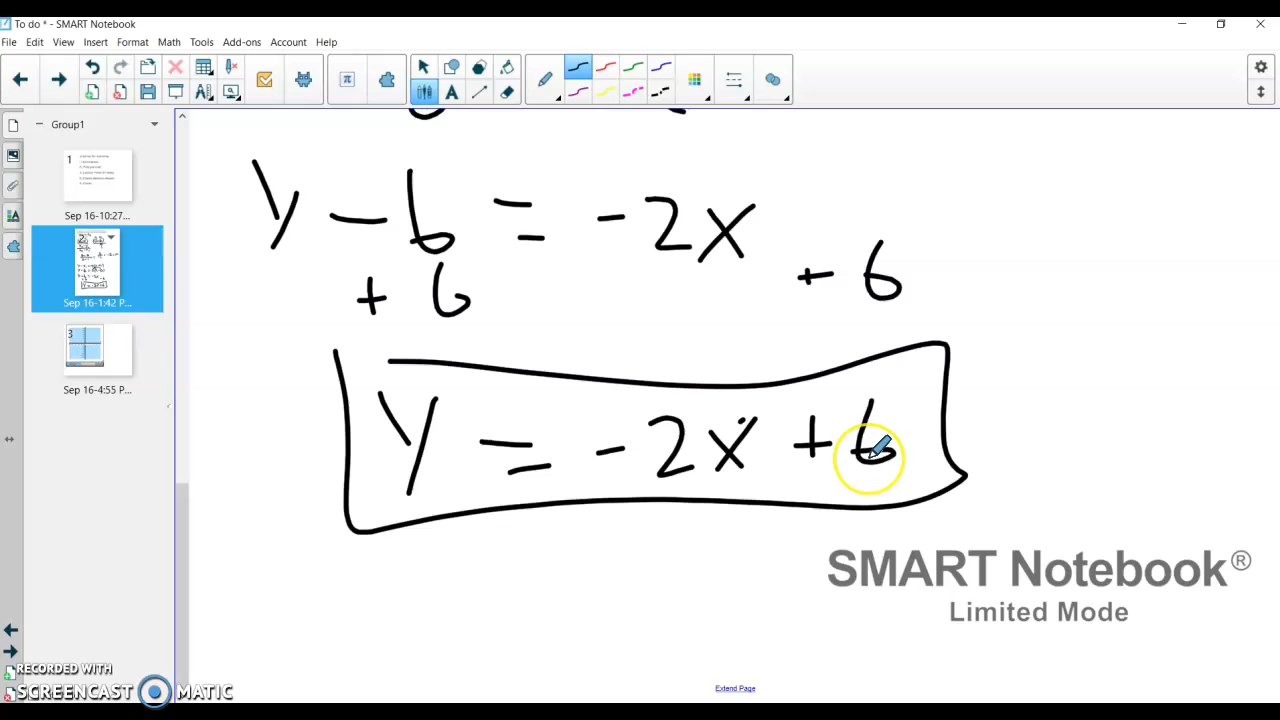 To do * - SMART Notebook
File Edit View Insert Format Math Tools Add-ons Account Help
Group1
1
Sep 16-10:27...
Sep 16-1:42 P...
3
Sep 16-4:55 P...
y - 6 = -2x
+ 6 + 6
y = -2x + 6
SMART Notebook®
Limited Mode
Extend Page
RECORDED WITH
SCREENCAST MATIC